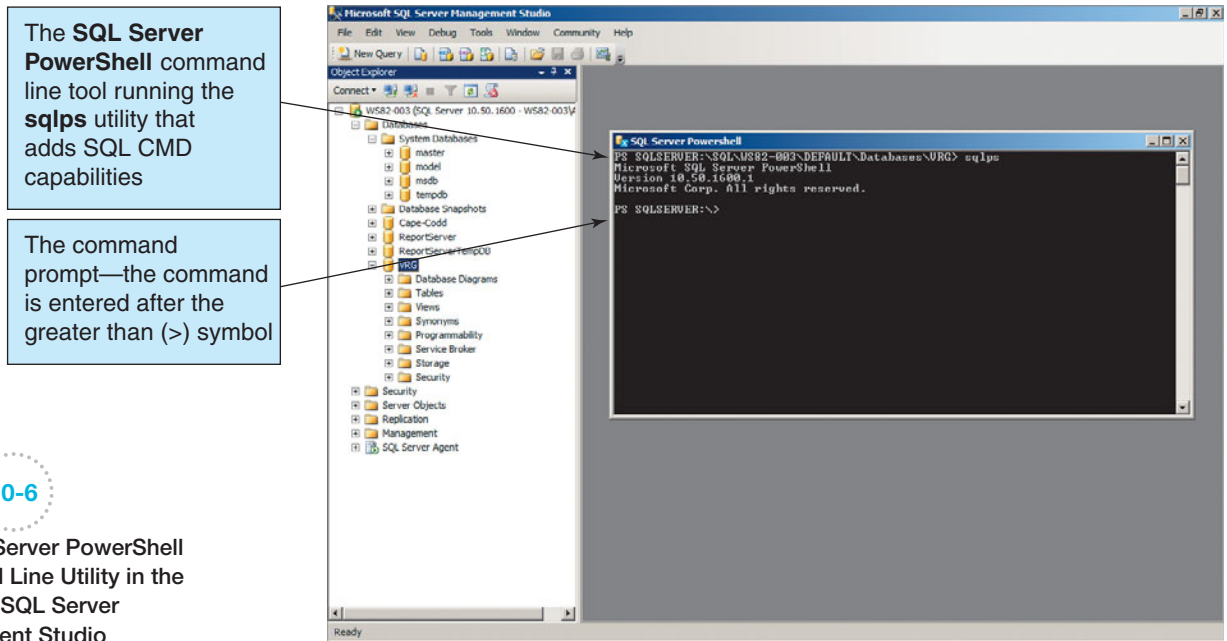 The SQL Server
PowerShell command
line tool running the
sqlps utility that
adds SQL CMD
capabilities
The command
prompt—the command
is entered after the
greater than (>) symbol
0-6
Server PowerShell
Line Utility in the
SQL Server
ent Studio
Microsoft SQL Server Management Studio
File Edit View Debug Tools Window Community Help
New Query
Object Explorer
Connect
WS82-003 (SQL Server 10.50.1600 - WS82-003\A
Databases
System Databases
master
model
msdb
tempdb
Database Snapshots
Cape-Codd
ReportServer
ReportServerTempDB
VRG
Database Diagrams
Tables
Views
Synonyms
Programmability
Service Broker
Storage
Security
Security
Server Objects
Replication
Management
SQL Server Agent
Ready
SQL Server Powershell
PS SQLSERVER:\SQL\WS82-003\DEFAULT\Databases\VRG> sqlps
Microsoft SQL Server PowerShell
Version 10.50.1600.1
Microsoft Corp. All rights reserved.
PS SQLSERVER:\>